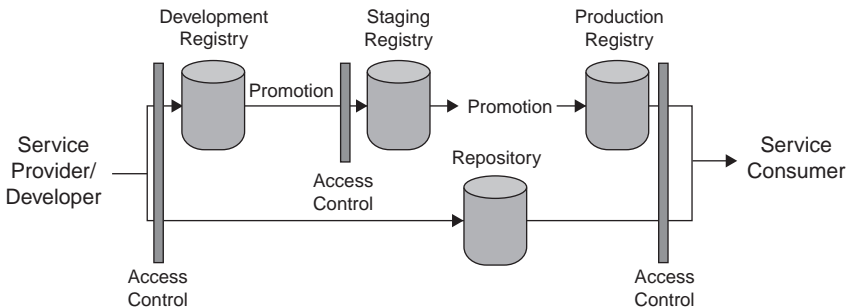 Development
Registry
Staging
Registry
Production
Registry
Promotion
Promotion
Service
Provider/
Developer
Access
Control
Repository
Service
Consumer
Access
Control
Access
Control